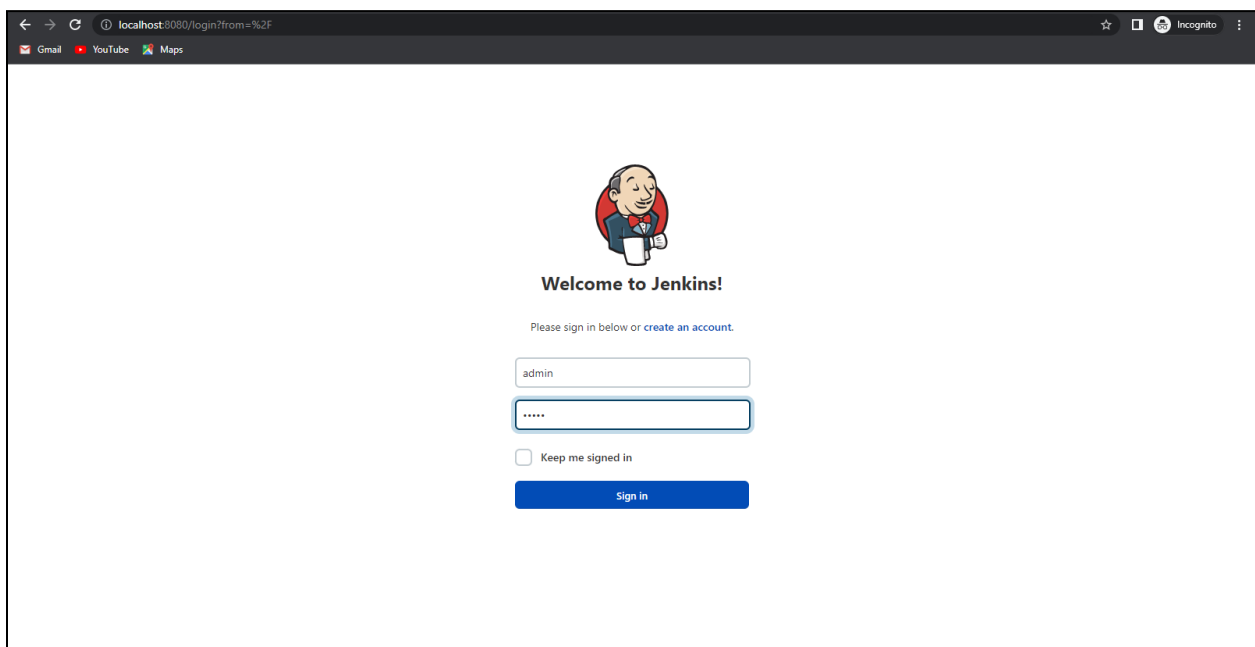 localhost:8080/login?from=%2F
Incognito
Gmail YouTube Maps
Welcome to Jenkins!
Please sign in below or create an account.
admin
•••••
Keep me signed in
Sign in